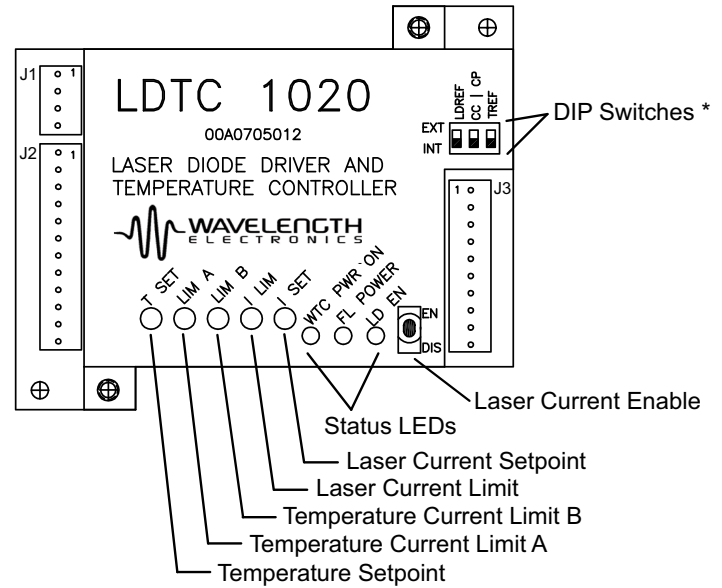 J1
1
LDTC 1020
00A0705012
LASER DIODE DRIVER AND
TEMPERATURE CONTROLLER
WAVELENGTH
ELECTRONICS
J2
1
LDREF
CC | CP
TREF
EXT
INT
DIP Switches *
1
J3
T SET
LIM A
LIM B
I LIM
I SET
WTC PWR ON
FL POWER
LD EN
EN
DIS
Laser Current Enable
Status LEDs
Laser Current Setpoint
Laser Current Limit
Temperature Current Limit B
Temperature Current Limit A
Temperature Setpoint